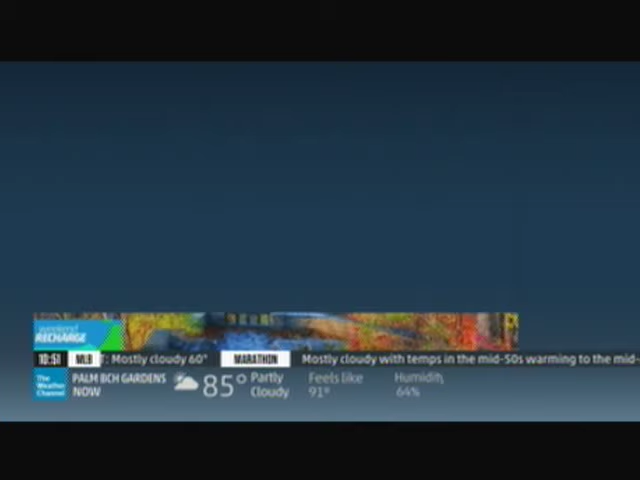 weekend
RECHARGE
10:51 MLB T: Mostly cloudy 60° MARATHON Mostly cloudy with temps in the mid-50s warming to the mid-
The Weather Channel
PALM BCH GARDENS
NOW
85°
Partly
Cloudy
Feels like
91°
Humidity
64%